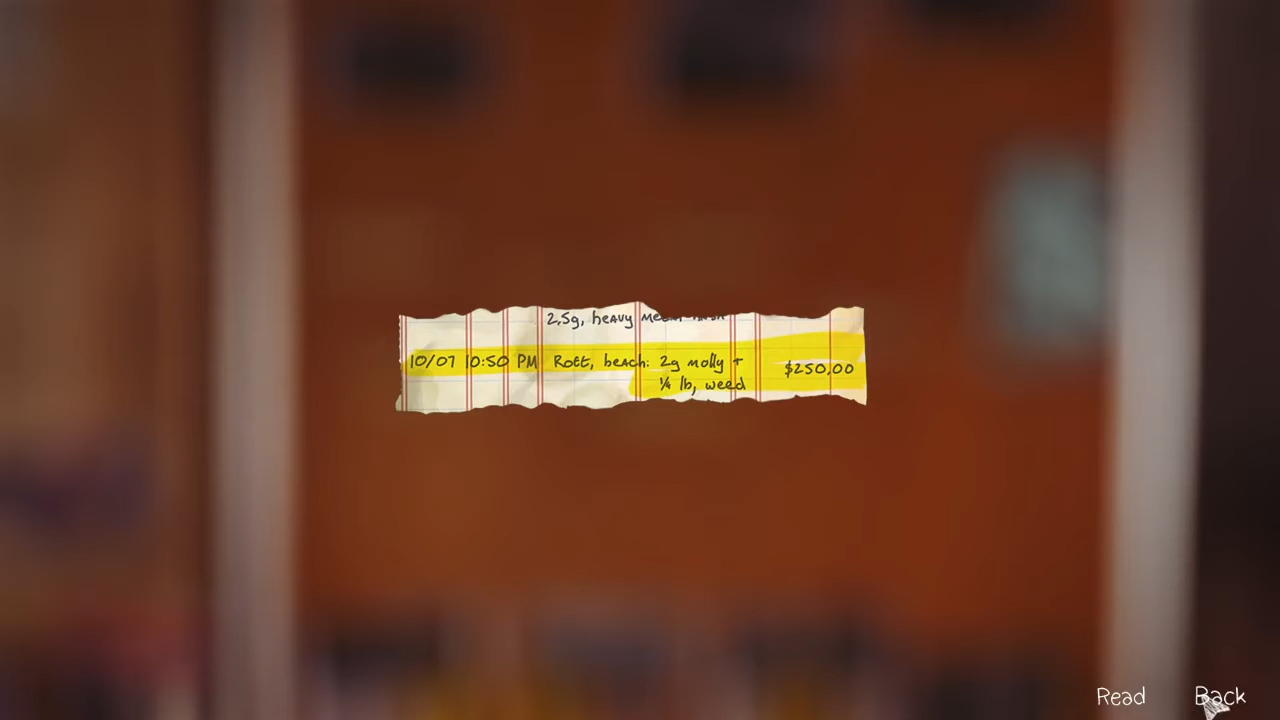 2.5g, heavy
10/07 10:50 PM Rott, beach: 2g molly + $250.00
1/4 lb, weed
Read Back